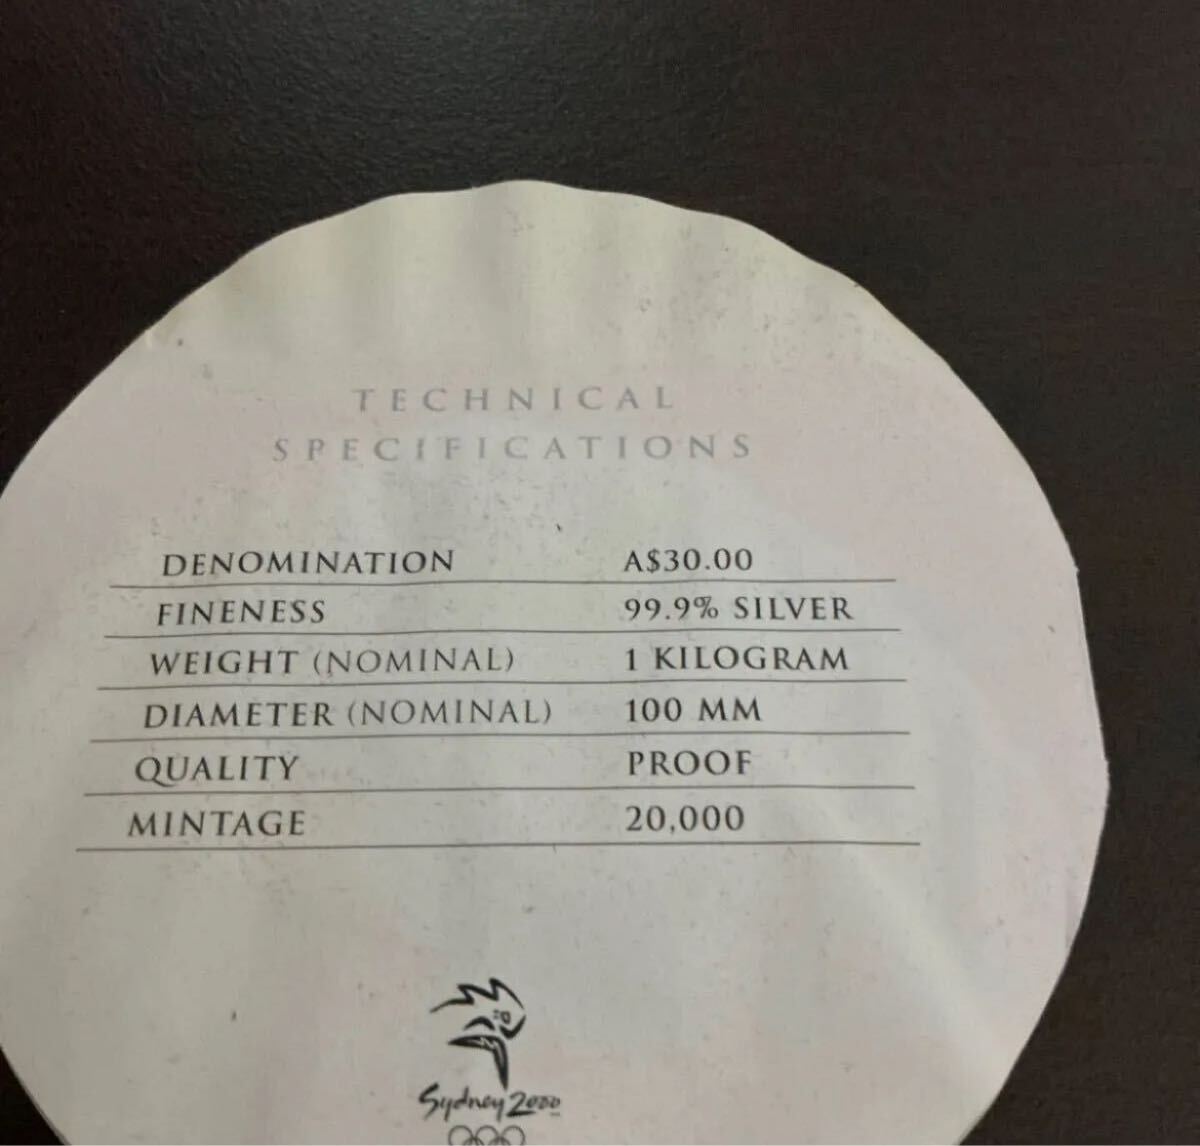 TECHNICAL
SPECIFICATIONS
DENOMINATION A$30.00
FINENESS 99.9% SILVER
WEIGHT (NOMINAL) 1 KILOGRAM
DIAMETER (NOMINAL) 100 MM
QUALITY PROOF
MINTAGE 20,000
Sydney 2000